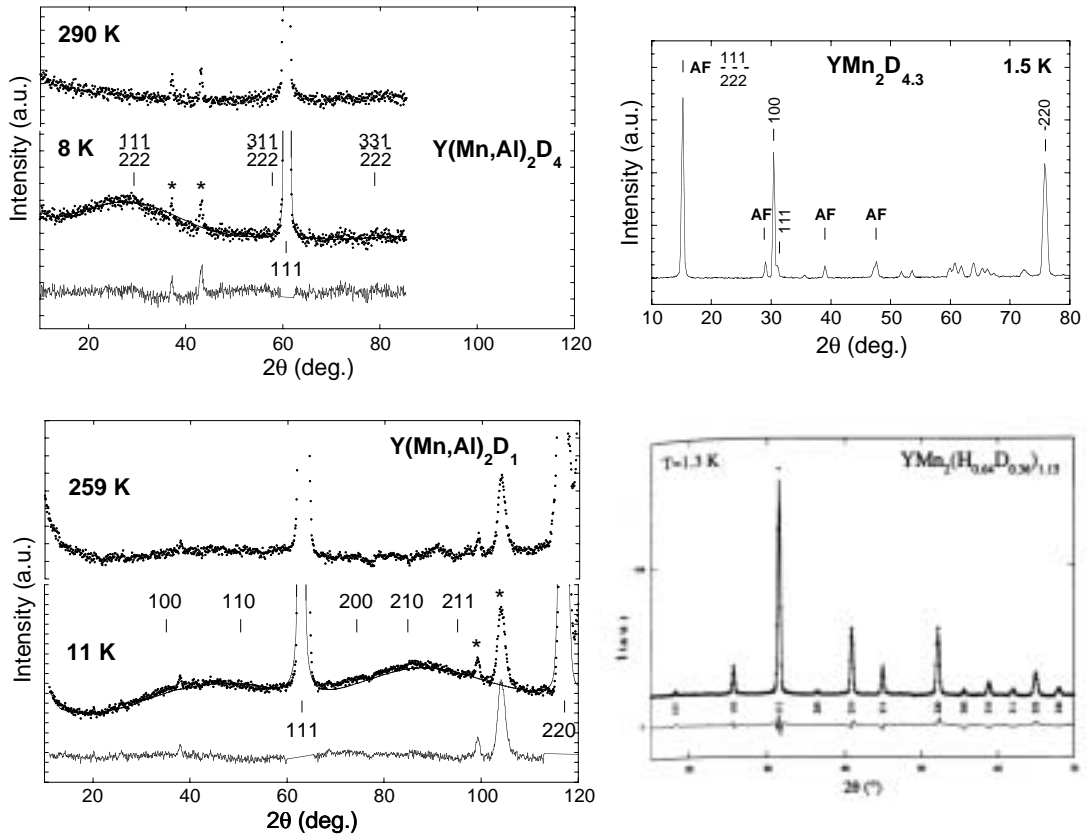 290 K
8 K
111
222
311
222
331
222
Y(Mn,Al)2D4
* *
111
Intensity (a.u.)
20 40 60 80 100 120
2θ (deg.)
AF 111
222
YMn2D4.3
1.5 K
100
-220
AF 111 AF AF
Intensity (a.u.)
10 20 30 40 50 60 70 80
2θ (deg.)
Y(Mn,Al)2D1
259 K
100 110 200 210 211
*
11 K
*
111
220
Intensity (a.u.)
Intensity (a.u.)
20 40 60 80 100 120
2θ (deg.)
T=1.3 K
YMn2(H0.64D0.36)1.15
2θ (°)